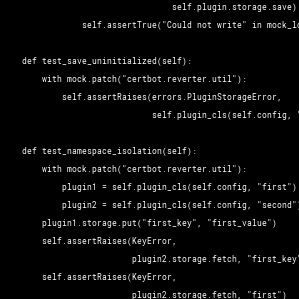 self.plugin.storage.save)
self.assertTrue("Could not write" in mock_lo
def test_save_uninitialized(self):
with mock.patch("certbot.reverter.util"):
self.assertRaises(errors.PluginStorageError,
self.plugin_cls(self.config, "
def test_namespace_isolation(self):
with mock.patch("certbot.reverter.util"):
plugin1 = self.plugin_cls(self.config, "first")
plugin2 = self.plugin_cls(self.config, "second"
plugin1.storage.put("first_key", "first_value")
self.assertRaises(KeyError,
plugin2.storage.fetch, "first_key"
self.assertRaises(KeyError,
plugin2.storage.fetch, "first")